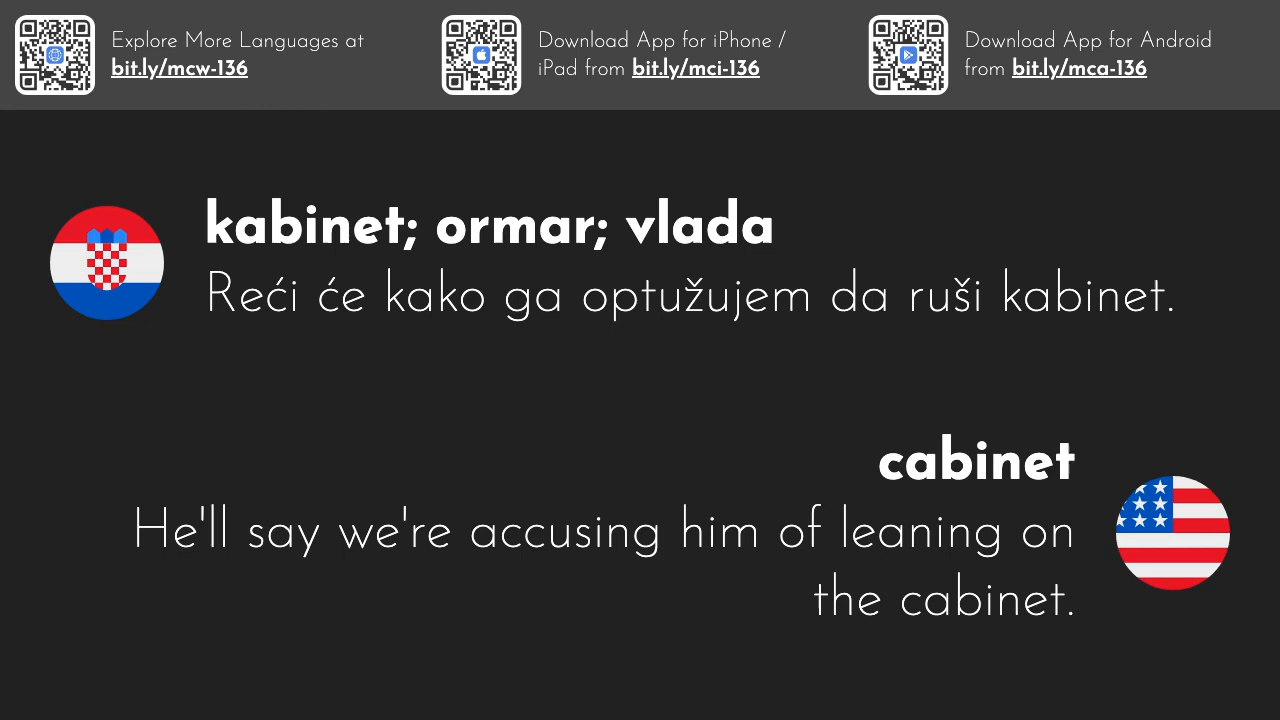 Explore More Languages at
bit.ly/mcw-136
Download App for iPhone /
iPad from bit.ly/mci-136
Download App for Android
from bit.ly/mca-136
kabinet; ormar; vlada
Reći će kako ga optužujem da ruši kabinet.
cabinet
He'll say we're accusing him of leaning on
the cabinet.